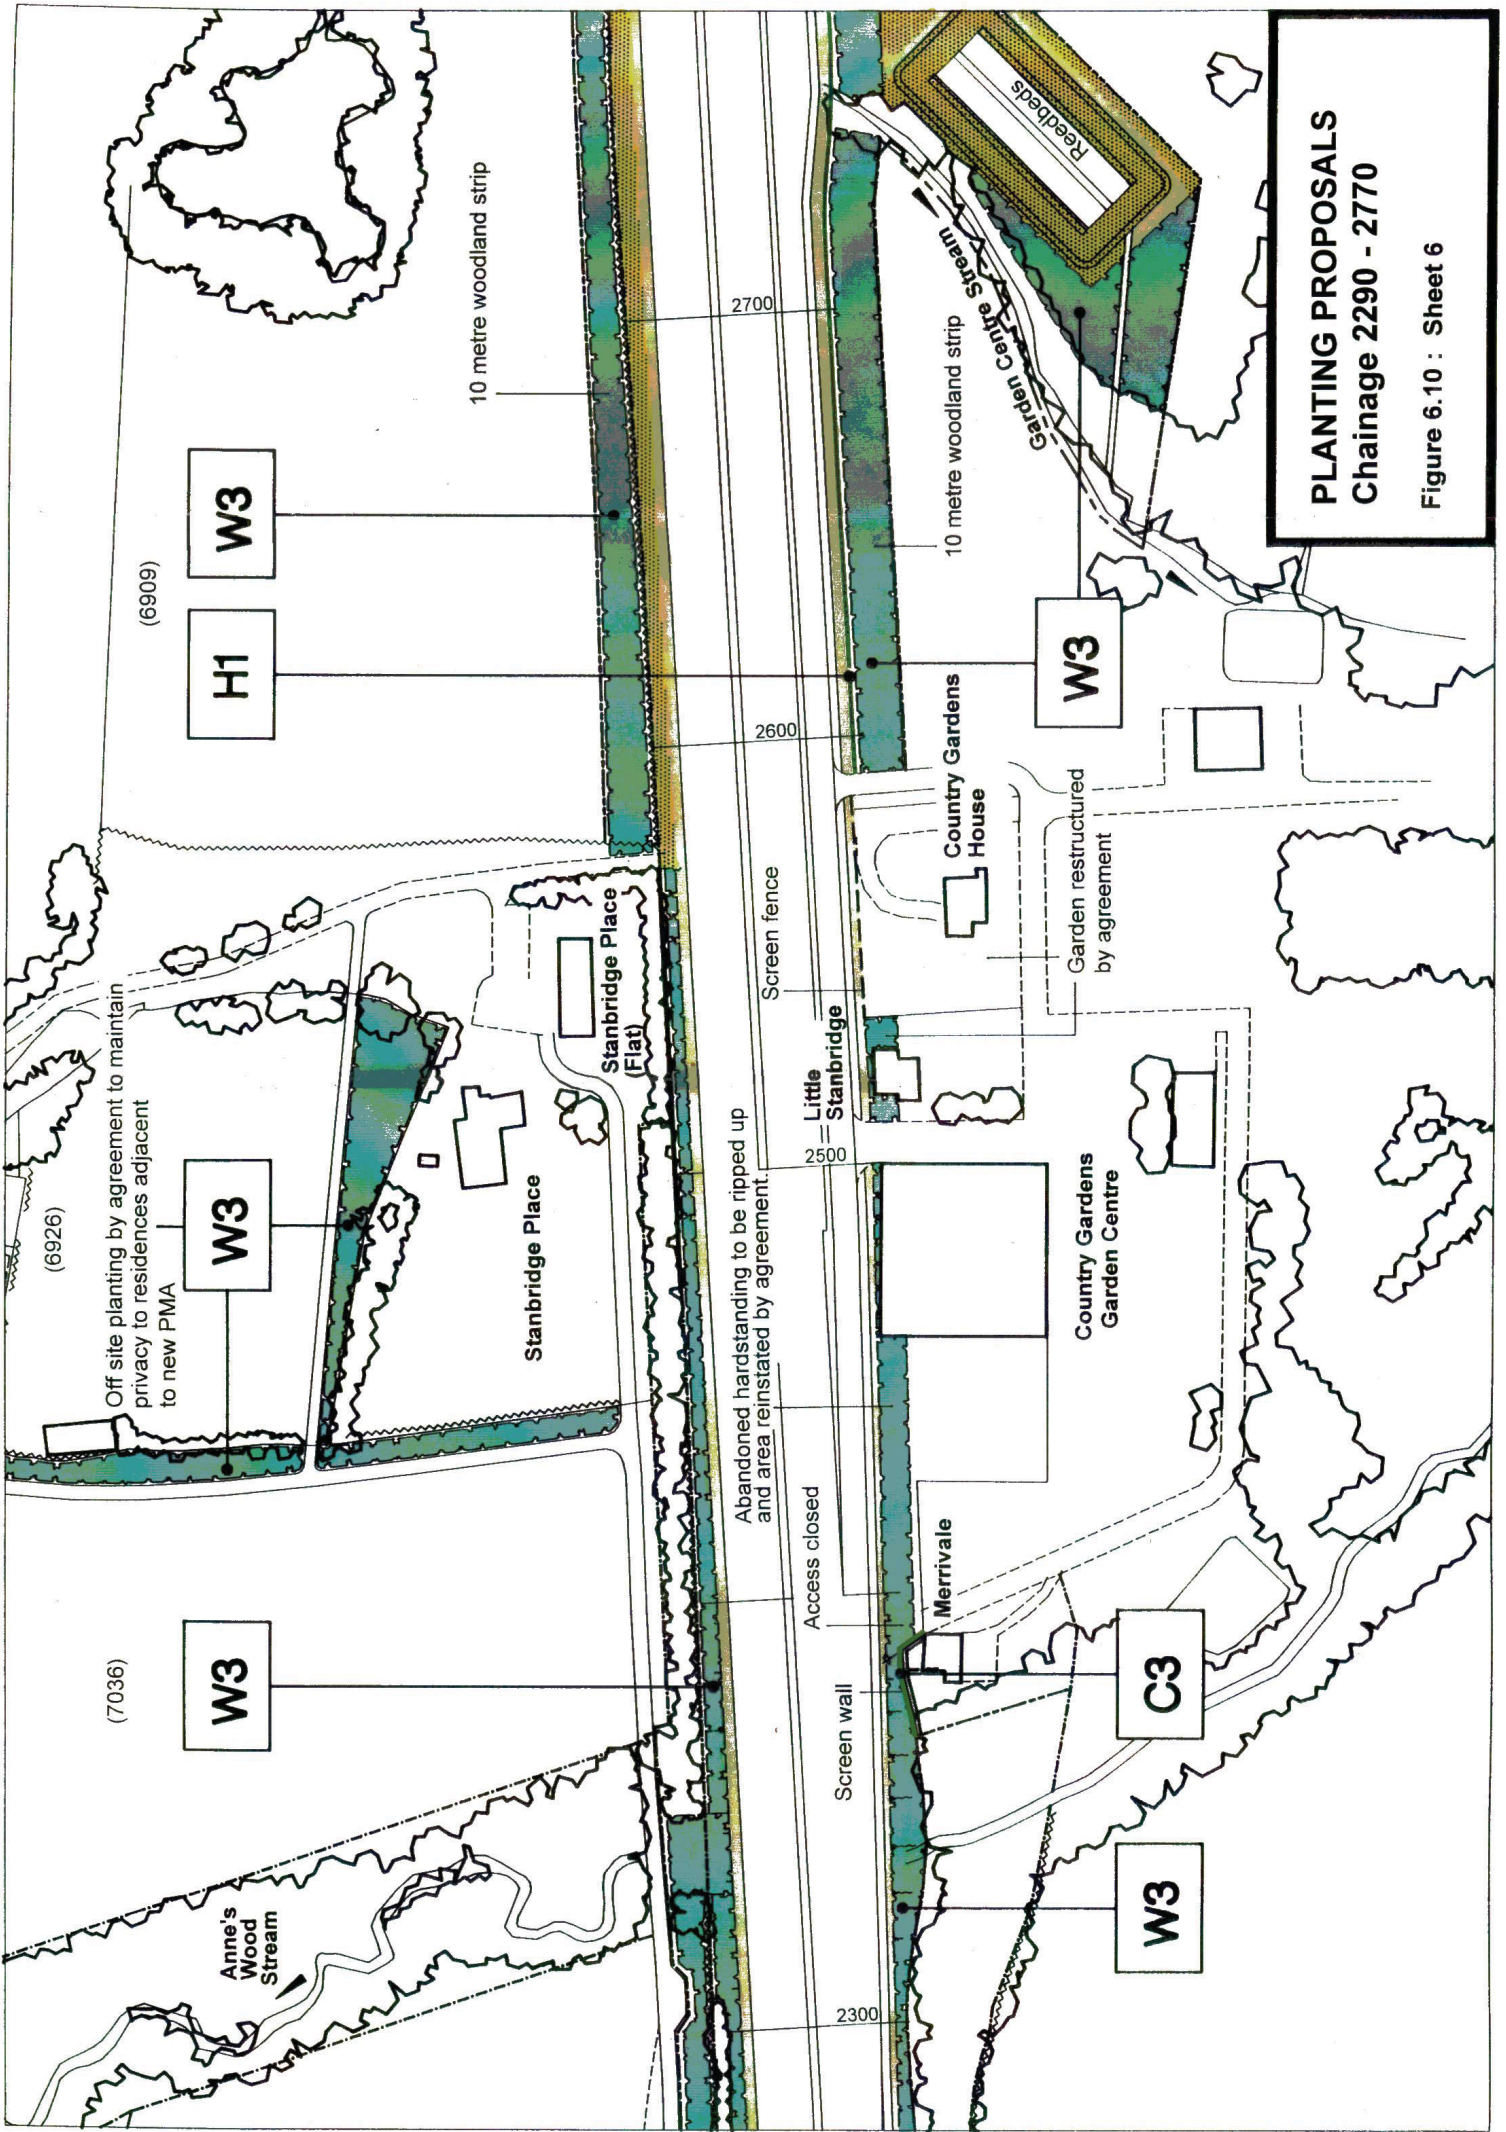 (7036)
W3
Anne's
Wood
Stream
(6926)
Off site planting by agreement to maintain
privacy to residences adjacent
to new PMA
W3
Stanbridge Place
Stanbridge Place
(Flat)
(6909)
H1
W3
10 metre woodland strip
2300
2500
2600
2700
Abandoned hardstanding to be ripped up
and area reinstated by agreement.
Access closed
Screen wall
Screen fence
Little
Stanbridge
Merrivale
W3
C3
Country Gardens
Garden Centre
Country Gardens
House
Garden restructured
by agreement
W3
10 metre woodland strip
Garden Centre Stream
Reedbeds
PLANTING PROPOSALS
Chainage 2290 - 2770
Figure 6.10 : Sheet 6